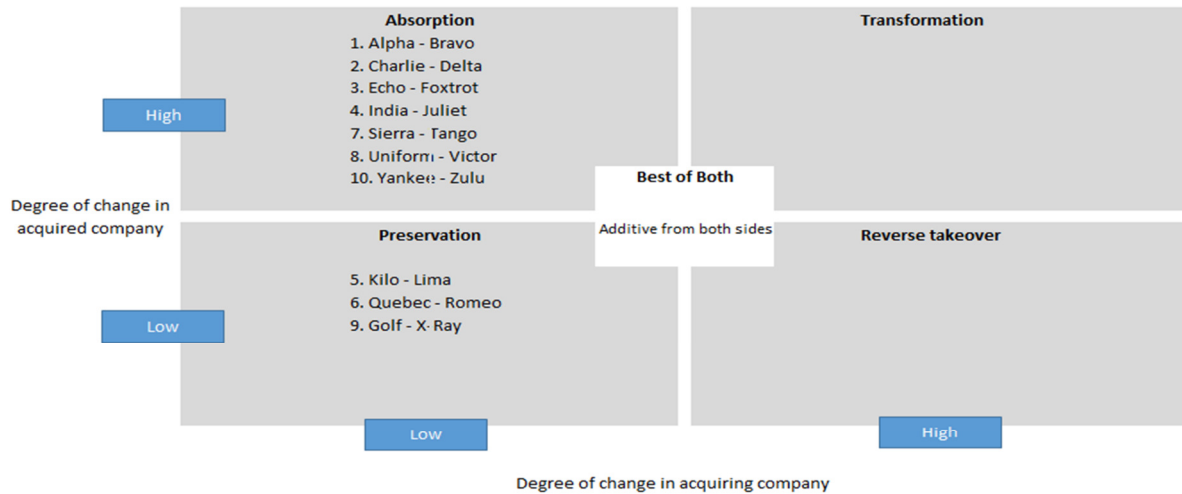 Absorption
1. Alpha - Bravo
2. Charlie - Delta
3. Echo - Foxtrot
4. India - Juliet
7. Sierra - Tango
8. Uniform - Victor
10. Yankee - Zulu
Transformation
High
Best of Both
Additive from both sides
Degree of change in
acquired company
Preservation
5. Kilo - Lima
6. Quebec - Romeo
9. Golf - X-Ray
Reverse takeover
Low
Low
High
Degree of change in acquiring company